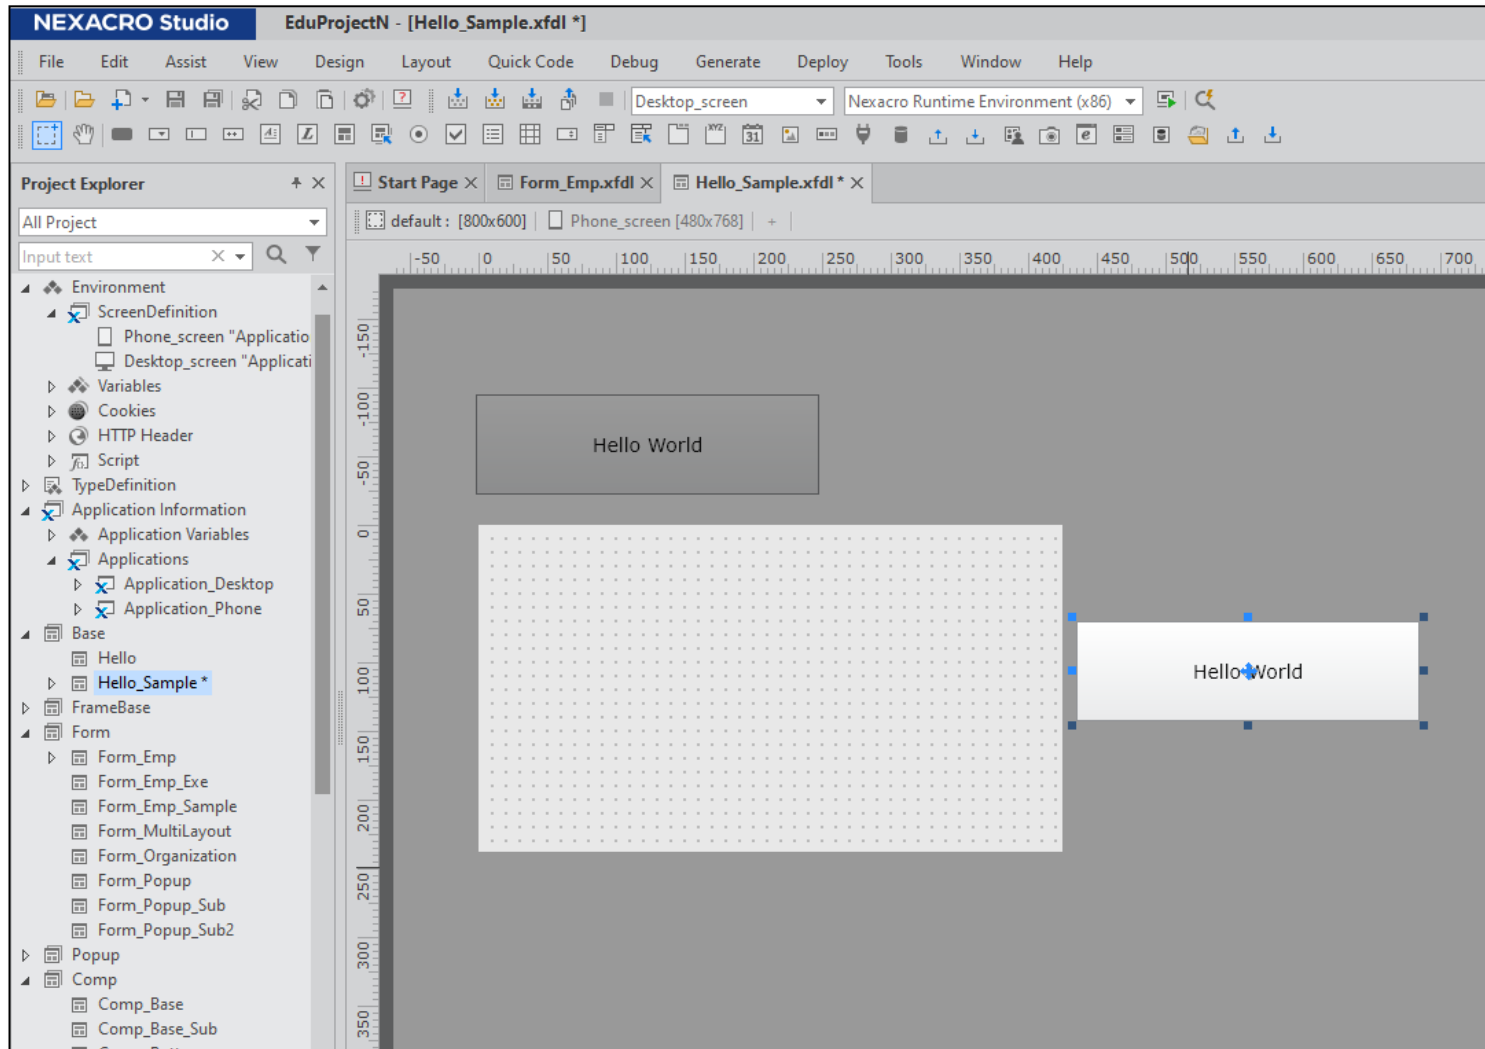 NEXACRO Studio EduProjectN - [Hello_Sample.xfdl *]
File Edit Assist View Design Layout Quick Code Debug Generate Deploy Tools Window Help
Desktop_screen Nexacro Runtime Environment (x86)
Project Explorer
All Project
Input text
Environment
ScreenDefinition
Phone_screen "Applicatio
Desktop_screen "Applicati
Variables
Cookies
HTTP Header
Script
TypeDefinition
Application Information
Application Variables
Applications
Application_Desktop
Application_Phone
Base
Hello
Hello_Sample *
FrameBase
Form
Form_Emp
Form_Emp_Exe
Form_Emp_Sample
Form_MultiLayout
Form_Organization
Form_Popup
Form_Popup_Sub
Form_Popup_Sub2
Popup
Comp
Comp_Base
Comp_Base_Sub
Start Page Form_Emp.xfdl Hello_Sample.xfdl *
default : [800x600] Phone_screen [480x768] +
-50 0 50 100 150 200 250 300 350 400 450 500 550 600 650 700
-150
-100
-50
0
50
100
150
200
250
300
350
Hello World
Hello World